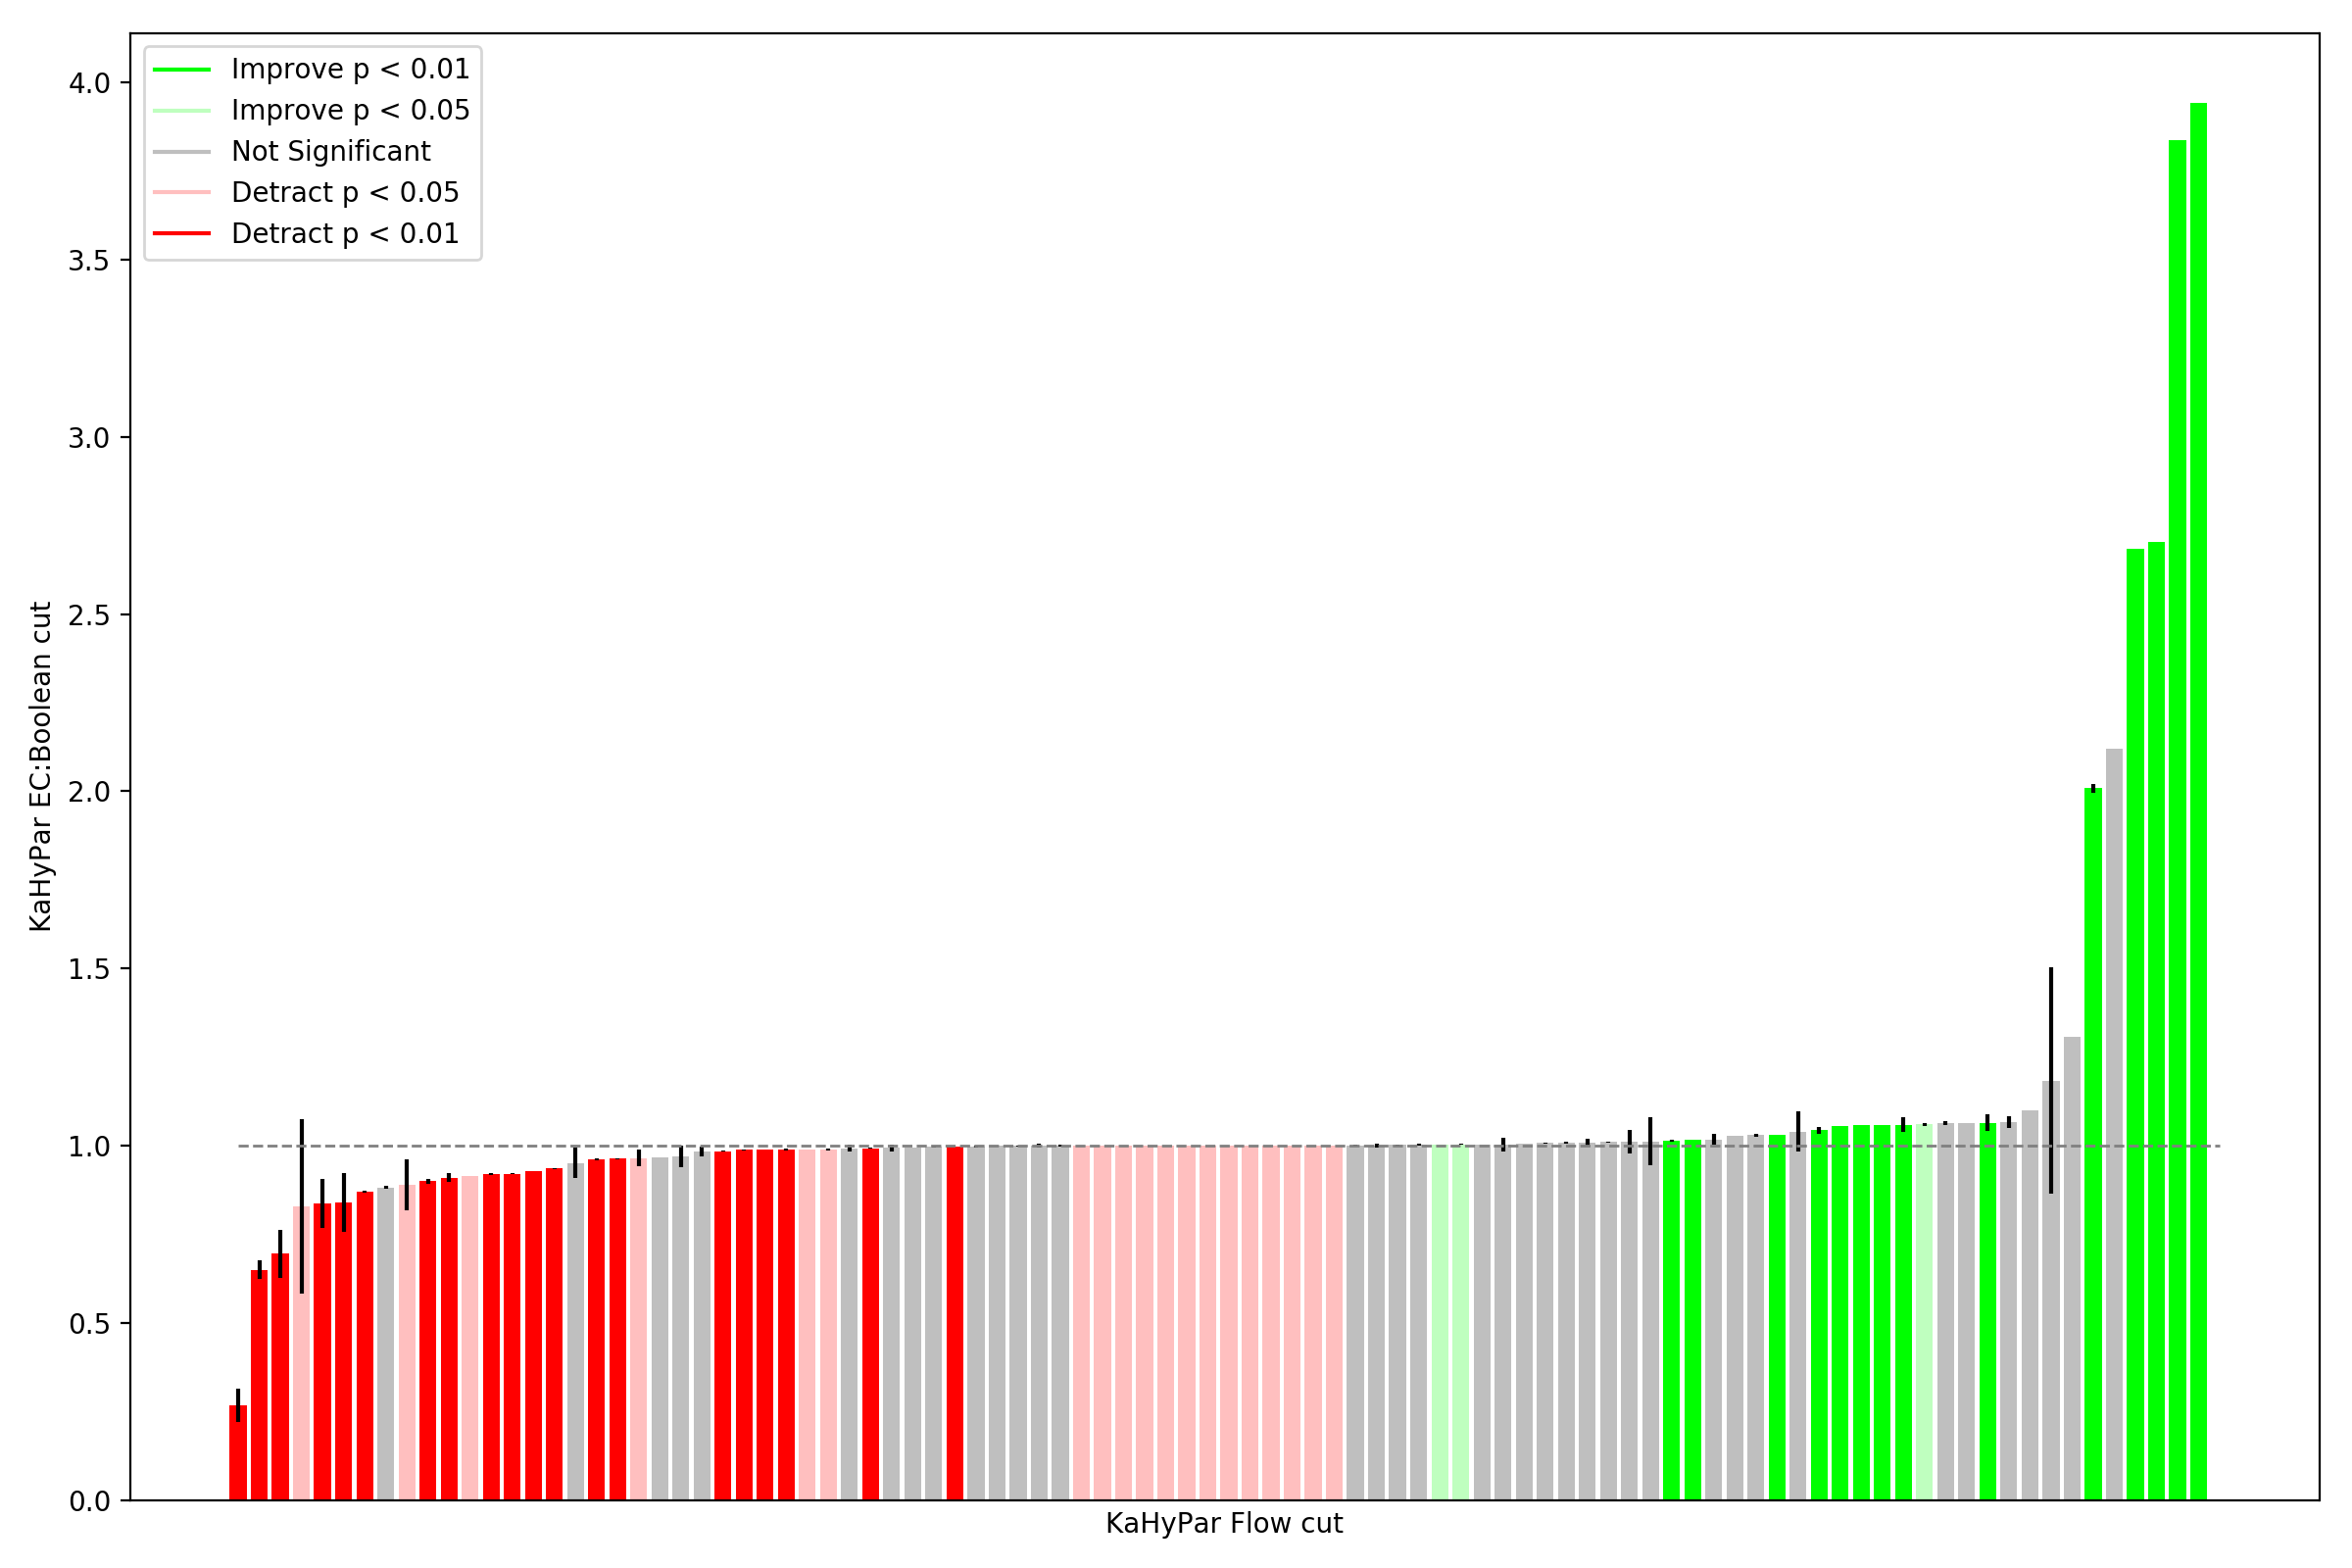 Improve p < 0.01
Improve p < 0.05
Not Significant
Detract p < 0.05
Detract p < 0.01
4.0
3.5
3.0
2.5
2.0
1.5
1.0
0.5
0.0
KaHyPar EC:Boolean cut
KaHyPar Flow cut